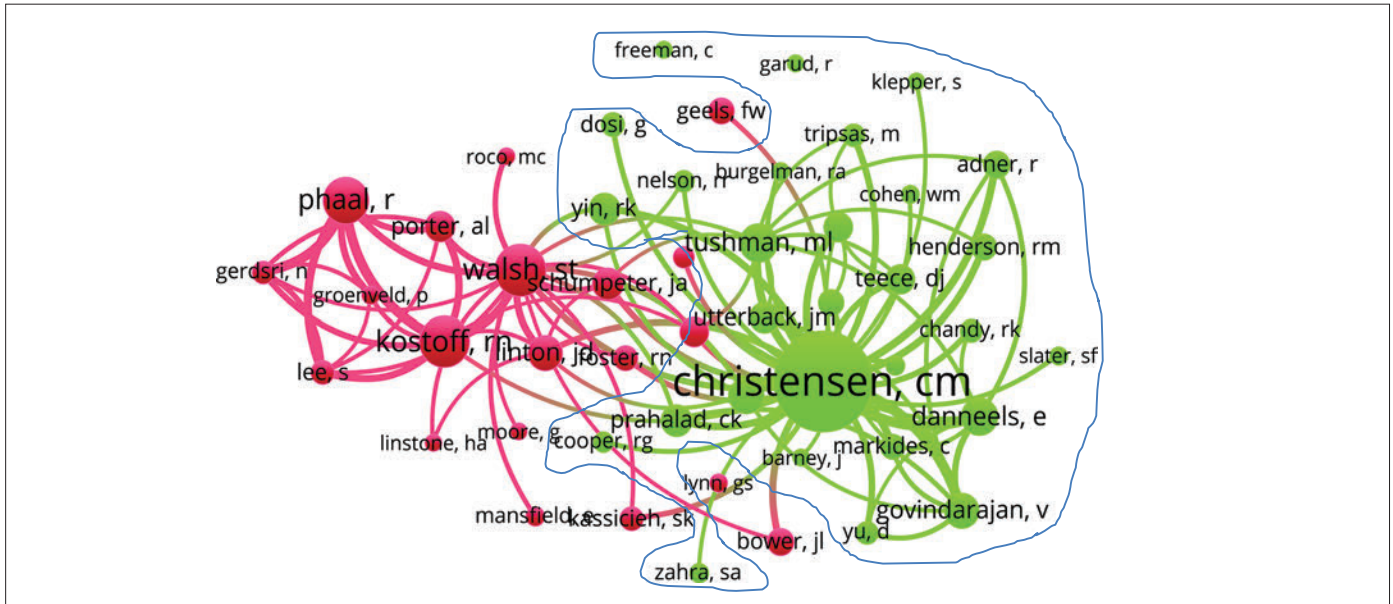 freeman, c
garud, r
klepper, s
geels, fw
dosi, g
tripsas, m
roco, mc
burgelman, ra
adner, r
nelson, rr
cohen, wm
phaal, r
yin, rk
porter, al
tushman, ml
henderson, rm
gerdsri, n
walsh, st
schumpeter, ja
teece, dj
groenveld, p
utterback, jm
chandy, rk
kostoff, rn
linton, jd
foster, rn
slater, sf
lee, s
christensen, cm
prahalad, ck
danneels, e
linstone, ha
moore, g
cooper, rg
markides, c
barney, j
lynn, gs
mansfield, e
kassicieh, sk
govindarajan, v
yu, d
bower, jl
zahra, sa